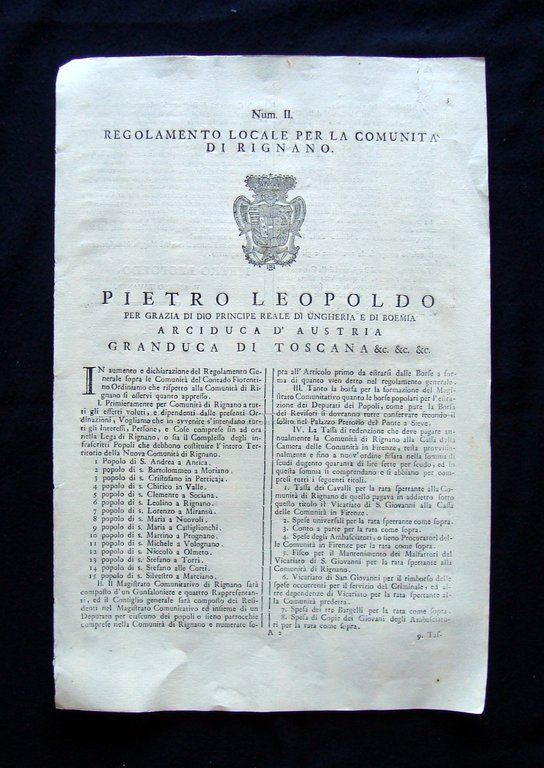 Num. II.
REGOLAMENTO LOCALE PER LA COMUNITA'
DI RIGNANO.
PIETRO LEOPOLDO
PER GRAZIA DI DIO PRINCIPE REALE DI UNGHERIA E DI BOEMIA
ARCIDUCA D' AUSTRIA
GRANDUCA DI TOSCANA &c. &c. &c.
IN aumento e dichiarazione del Regolamento Ge-
nerale sopra le Comunità del Contado Fiorenti-
no Ordiniamo che rispetto alla Comunità di Ri-
gnano si osservi quanto appresso.
I. Primieramente per Comunità di Rignano a tut-
ti gli effetti voluti, e dipendenti dalle presenti Or-
dinazioni, Vogliamo che in avvenire s'intendano tut-
ti gli Interessi, Persone, e Cose comprese fin ad ora
nella Lega di Rignano, o sia il Complesso degli in-
frascritti Popoli che debbono costituire l'intero Ter-
ritorio della Nuova Comunità di Rignano.
1 Popolo di S. Andrea a Antica.
2 popolo di S. Bartolommeo a Moriano.
3 popolo di S. Cristofano in Perticaja.
4 popolo di S. Chirico in Valle.
5 popolo di S. Clemente a Sociana.
6 popolo di S. Leolino a Rignano.
7 popolo di S. Lorenzo a Miransù.
8 popolo di S. Maria a Nuovoli.
9 popolo di S. Maria a Castiglionchi.
10 popolo di S. Martino a Prognano.
11 popolo di S. Michele a Volognano.
12 popolo di S. Niccolò a Olmeto.
13 popolo di S. Stefano a Torri.
14 popolo di S. Stefano alle Corti.
15 popolo di S. Silvestro a Marciano.
II. Il Magistrato Comunitativo di Rignano sarà
composto d'un Gonfaloniere e quattro Rappresentan-
ti, ed il Consiglio generale sarà composto dei Resi-
denti nel Magistrato Comunitativo ed insieme di un
Deputato per ciascuno dei popoli o sieno parrocchie
comprese nella Comunità di Rignano e numerate so-
pra all'Articolo primo da estrarsi dalle Borse a for-
ma di quanto vien detto nel regolamento generale.
III. Tanto la borsa per la formazione del Magi-
strato Comunitativo quanto le borse popolari per l'estra-
zione dei Deputati dei Popoli, come pure la Borsa
dei Revisori si dovranno tutte conservare secondo il
solito nel Palazzo Pretorio del Ponte a Sieve.
IV. La Tassa di redenzione che deve pagare an-
nualmente la Comunità di Rignano alla Cassa della
Camera delle Comunità in Firenze, resta provvisio-
nalmente e fino a nuov'ordine fissata nella somma di
scudi dugento quaranta di lire sette per scudo, ed in
questa somma si comprendano e si abbiano per com-
presi tutti i seguenti titoli.
1. Tassa dei Cavalli per la rata spettante alla Co-
munità di Rignano di quello pagava in addietro sotto
questo titolo il Vicariato di S. Giovanni alla Cassa
delle Comunità in Firenze
2. Spese universali per la rata spettante come sopra.
3. Conto a parte per la rata come sopra.
4. Spese degli Ambasciatori, o sieno Procuratori del-
le Comunità in Firenze per la rata come sopra.
5. Fisco per il Mantenimento dei Malfattori del
Vicariato di S. Giovanni per la rata spettante alla
Comunità di Rignano.
6. Vicariato di San Giovanni per il rimborso delle
spese occorrenti per il servizio del Criminale, ed al-
tre dependenze di Vicariato per la rata spettante al-
la Comunità predetta.
7. Spesa dei tre Bargelli per la rata come sopra.
8. Spesa di Copie dei Giovani degli Ambasciato-
ri per la rata come sopra.
A 2
9. Tas-